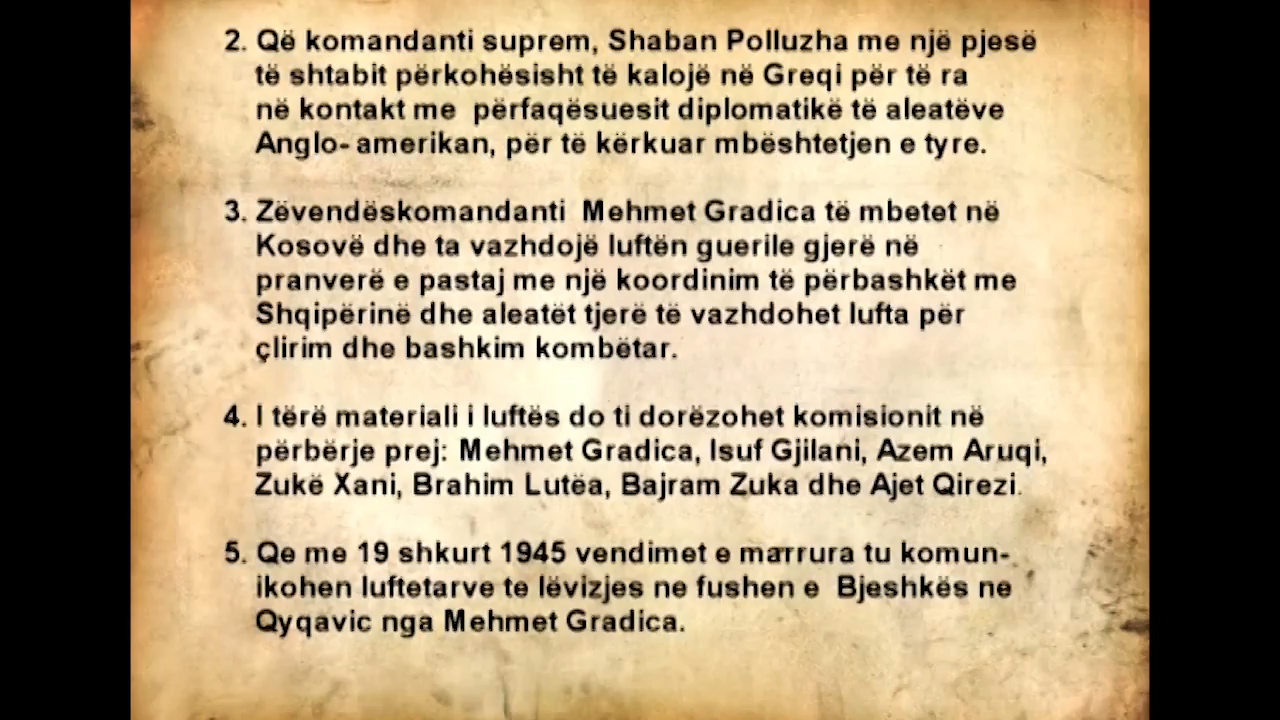 2. Që komandanti suprem, Shaban Polluzha me një pjesë
të shtabit përkohësisht të kalojë në Greqi për të ra
në kontakt me përfaqësuesit diplomatikë të aleatëve
Anglo- amerikan, për të kërkuar mbështetjen e tyre.
3. Zëvendëskomandanti Mehmet Gradica të mbetet në
Kosovë dhe ta vazhdojë luftën guerile gjerë në
pranverë e pastaj me një koordinim të përbashkët me
Shqipërinë dhe aleatët tjerë të vazhdohet lufta për
çlirim dhe bashkim kombëtar.
4. I tërë materiali i luftës do ti dorëzohet komisionit në
përbërje prej: Mehmet Gradica, Isuf Gjilani, Azem Aruqi,
Zukë Xani, Brahim Lutëa, Bajram Zuka dhe Ajet Qirezi.
5. Qe me 19 shkurt 1945 vendimet e marrura tu komun-
ikohen luftetarve te lëvizjes ne fushen e Bjeshkës ne
Qyqavic nga Mehmet Gradica.